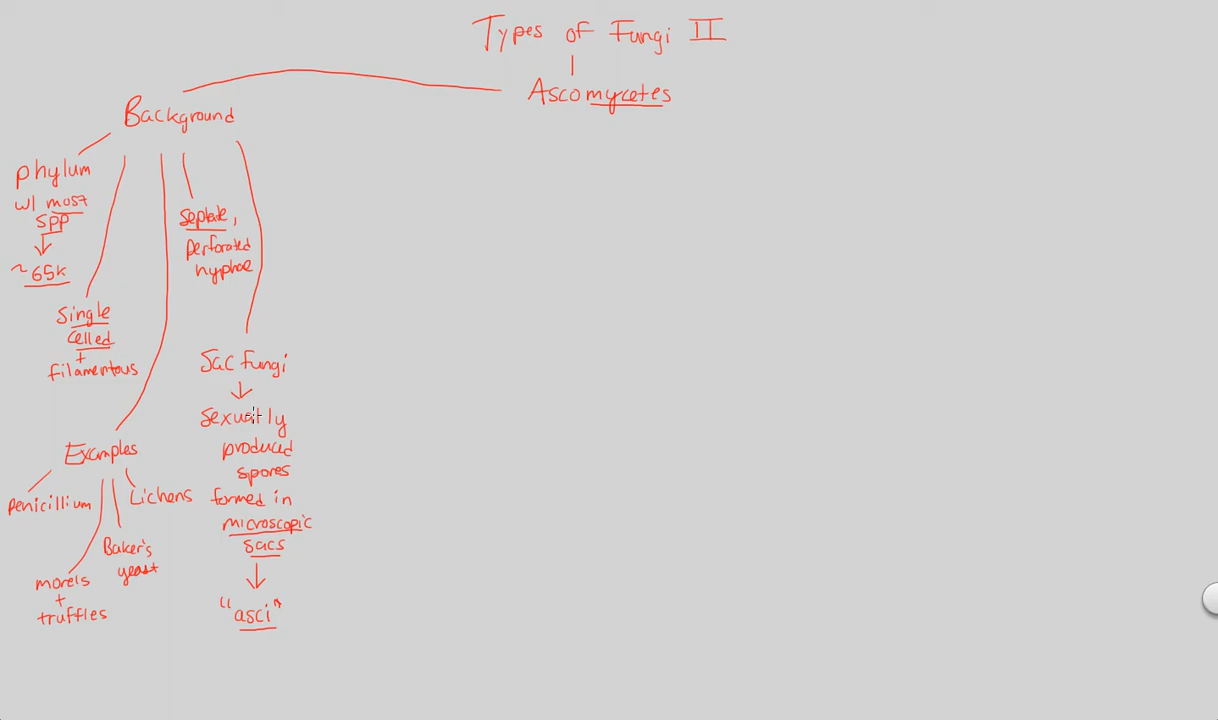 Types of Fungi II
Ascomycetes
Background
phylum
w/ most
spp
~65k
single
celled
+
filamentous
Examples
Penicillium
morels
+
truffles
Baker's
yeast
Lichens
septate,
perforated
hyphae
Sac fungi
sexually
produced
spores
formed in
microscopic
sacs
"asci"